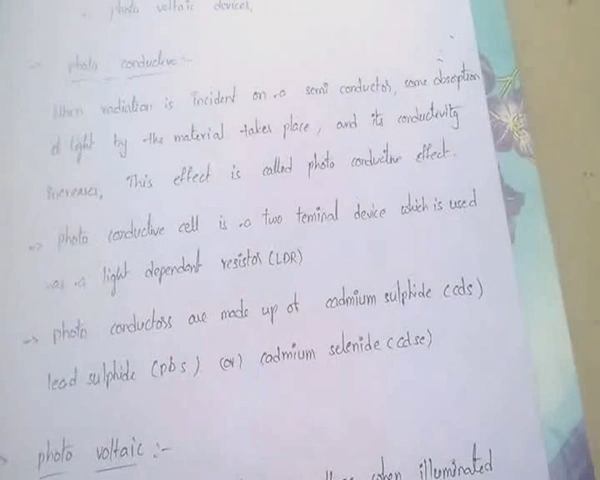 photo voltaic devices.
→ photo conductive :-
When radiation is incident on a semi conductor, some absorption
of light by the material takes place, and its conductivity
increases, This effect is called photo conductive effect.
→ photo conductive cell is a two teminal device which is used
as a light dependant resistor (LDR)
→ photo conductors are made up of cadmium sulphide (cds)
lead sulphide (pbs) (or) cadmium selenide (cdse)
photo voltaic :-
when illuminated